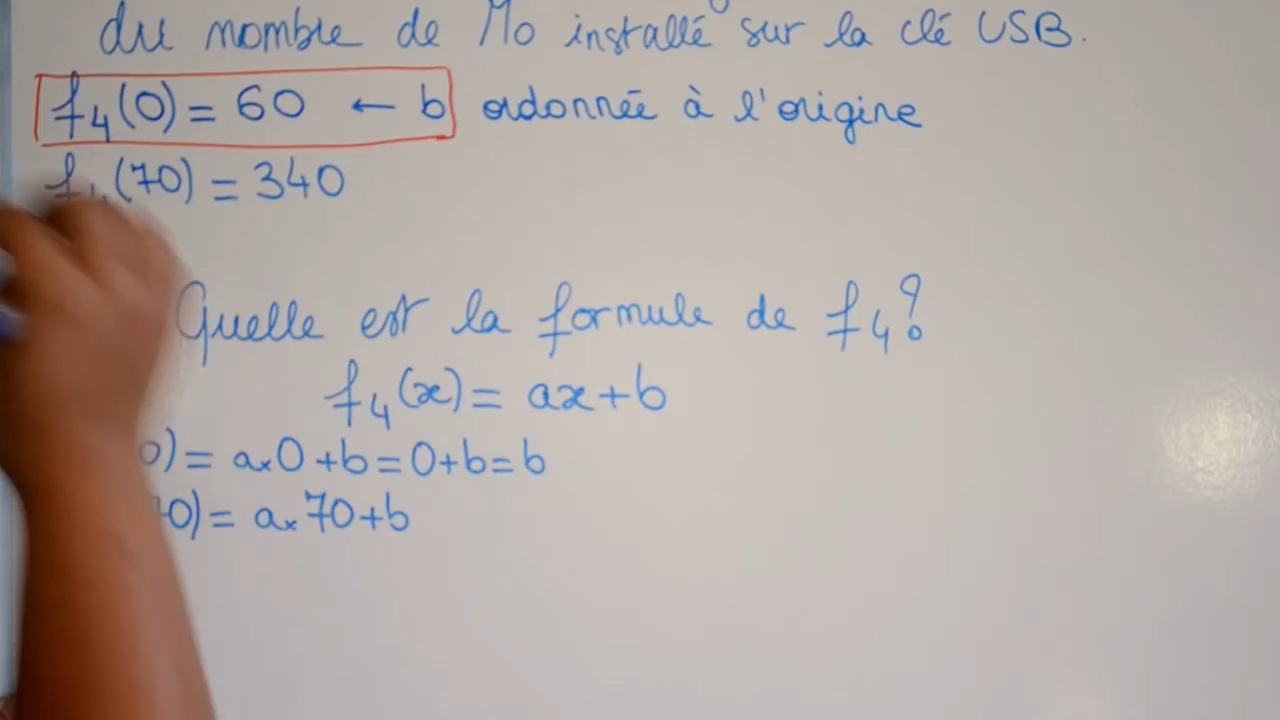 du nombre de Mo installé sur la clé USB.
f₄(0) = 60 ← b ordonnée à l'origine
f₄(70) = 340
Quelle est la formule de f₄?
f₄(x) = ax+b
0) = a×0+b=0+b=b
0) = a×70+b